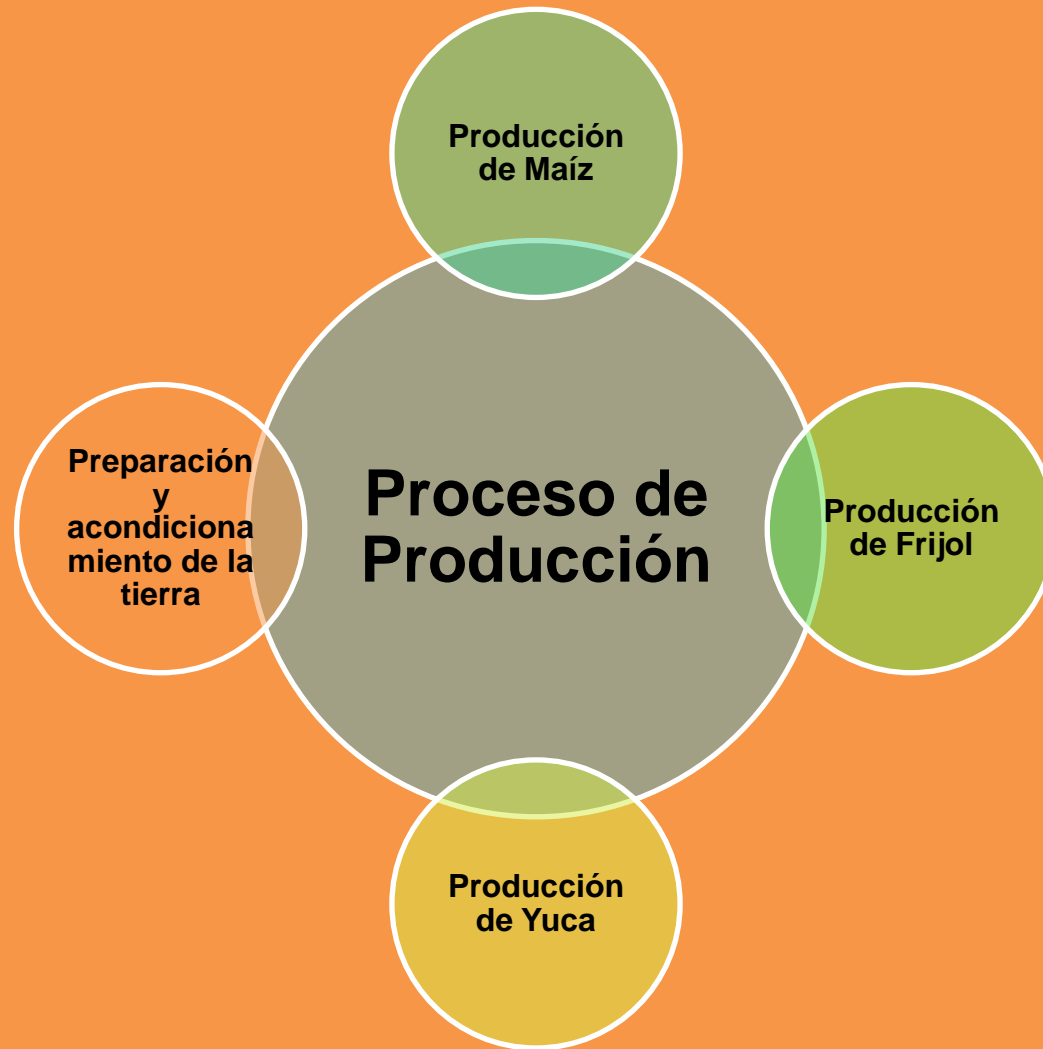 Producción
de Maíz
Preparación
y
acondiciona
miento de la
tierra
Proceso de
Producción
Producción
de Frijol
Producción
de Yuca